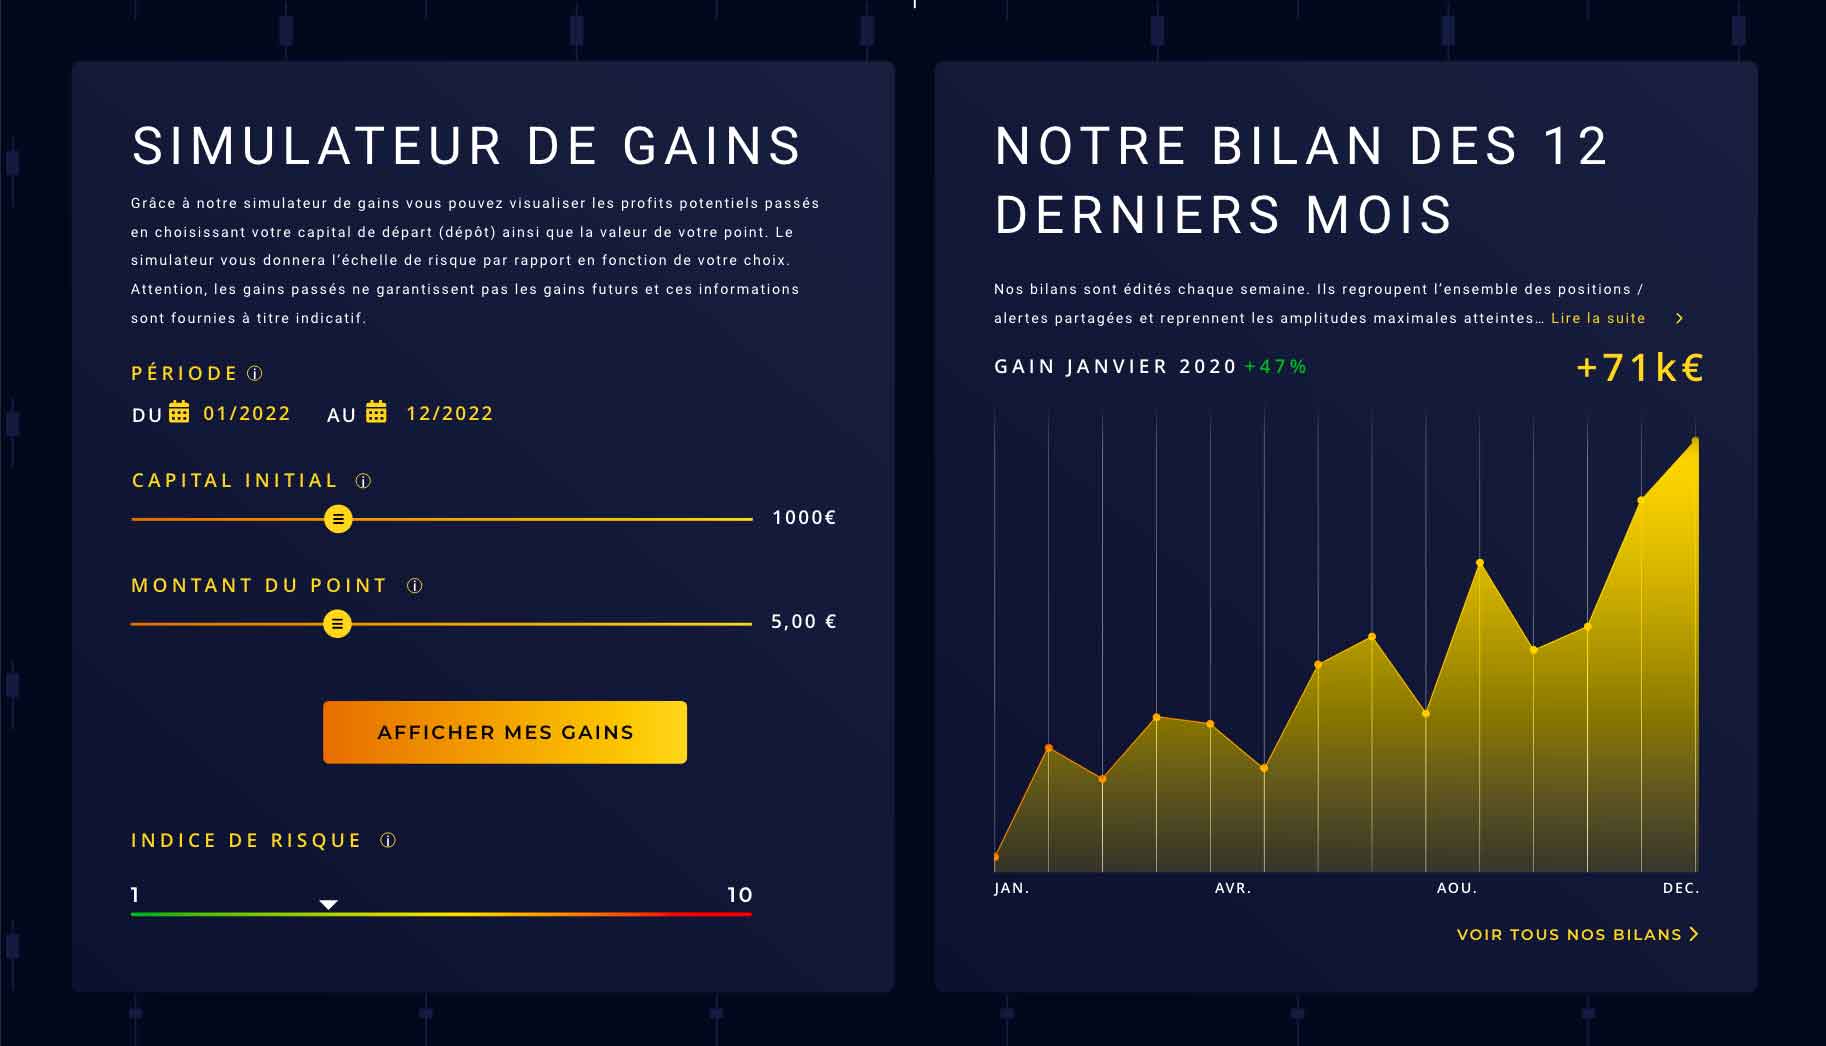 SIMULATEUR DE GAINS
Grâce à notre simulateur de gains vous pouvez visualiser les profits potentiels passés
en choisissant votre capital de départ (dépôt) ainsi que la valeur de votre point. Le
simulateur vous donnera l’échelle de risque par rapport en fonction de votre choix.
Attention, les gains passés ne garantissent pas les gains futurs et ces informations
sont fournies à titre indicatif.
PÉRIODE ⓘ
DU 01/2022 AU 12/2022
CAPITAL INITIAL ⓘ
1000€
MONTANT DU POINT ⓘ
5,00 €
AFFICHER MES GAINS
INDICE DE RISQUE ⓘ
1 10
NOTRE BILAN DES 12
DERNIERS MOIS
Nos bilans sont édités chaque semaine. Ils regroupent l’ensemble des positions /
alertes partagées et reprennent les amplitudes maximales atteintes… Lire la suite
GAIN JANVIER 2020 +47% +71k€
JAN. AVR. AOU. DEC.
VOIR TOUS NOS BILANS